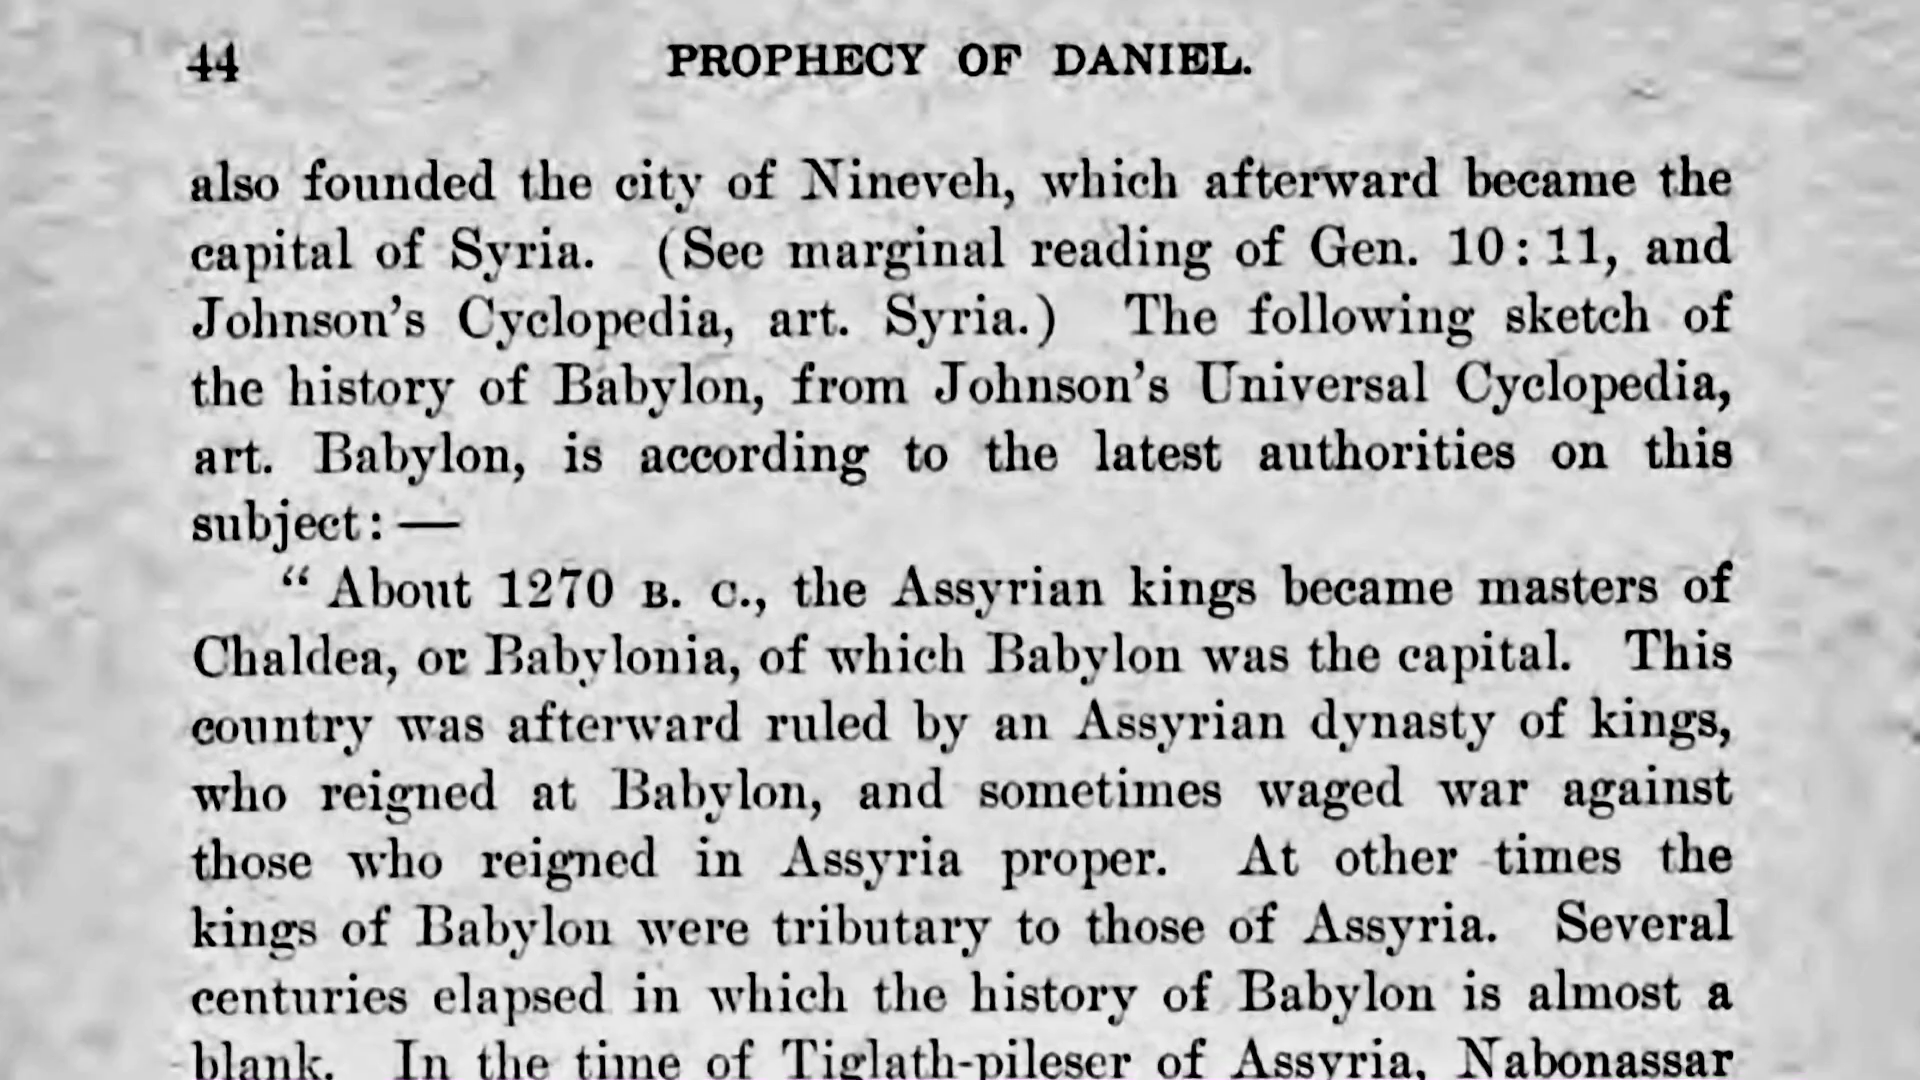 44 PROPHECY OF DANIEL.
also founded the city of Nineveh, which afterward became the
capital of Syria. (See marginal reading of Gen. 10:11, and
Johnson's Cyclopedia, art. Syria.) The following sketch of
the history of Babylon, from Johnson's Universal Cyclopedia,
art. Babylon, is according to the latest authorities on this
subject:—
"About 1270 B. C., the Assyrian kings became masters of
Chaldea, or Babylonia, of which Babylon was the capital. This
country was afterward ruled by an Assyrian dynasty of kings,
who reigned at Babylon, and sometimes waged war against
those who reigned in Assyria proper. At other times the
kings of Babylon were tributary to those of Assyria. Several
centuries elapsed in which the history of Babylon is almost a
blank. In the time of Tiglath-pileser of Assyria, Nabonassar